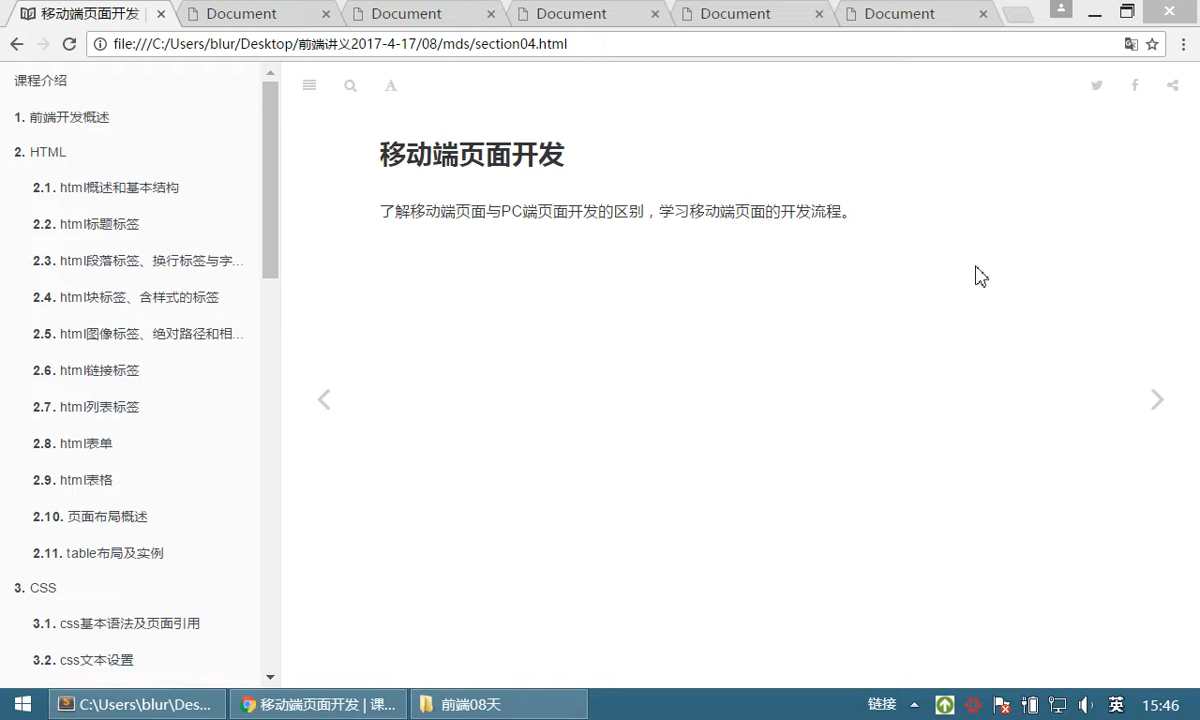 移动端页面开发
Document
Document
Document
Document
Document
file:///C:/Users/blur/Desktop/前端讲义2017-4-17/08/mds/section04.html
课程介绍
1. 前端开发概述
2. HTML
2.1. html概述和基本结构
2.2. html标题标签
2.3. html段落标签、换行标签与字...
2.4. html块标签、含样式的标签
2.5. html图像标签、绝对路径和相...
2.6. html链接标签
2.7. html列表标签
2.8. html表单
2.9. html表格
2.10. 页面布局概述
2.11. table布局及实例
3. CSS
3.1. css基本语法及页面引用
3.2. css文本设置
A
移动端页面开发
了解移动端页面与PC端页面开发的区别，学习移动端页面的开发流程。
C:\Users\blur\Des...
移动端页面开发 | 课...
前端08天
链接
英
15:46